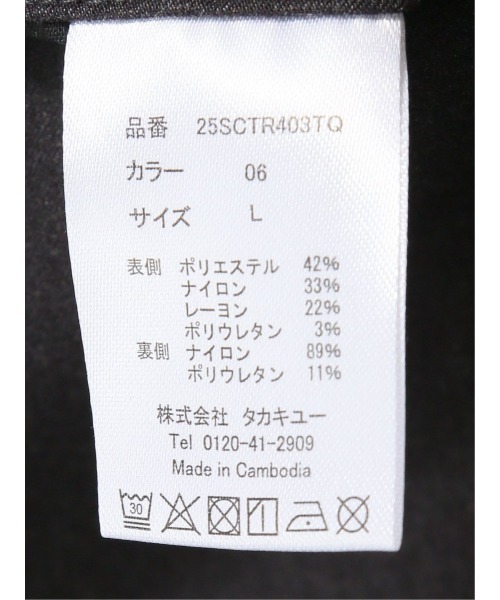 品番 25SCTR403TQ
カラー 06
サイズ L
表側 ポリエステル 42%
ナイロン 33%
レーヨン 22%
ポリウレタン 3%
裏側 ナイロン 89%
ポリウレタン 11%
株式会社 タカキユー
Tel 0120-41-2909
Made in Cambodia
30